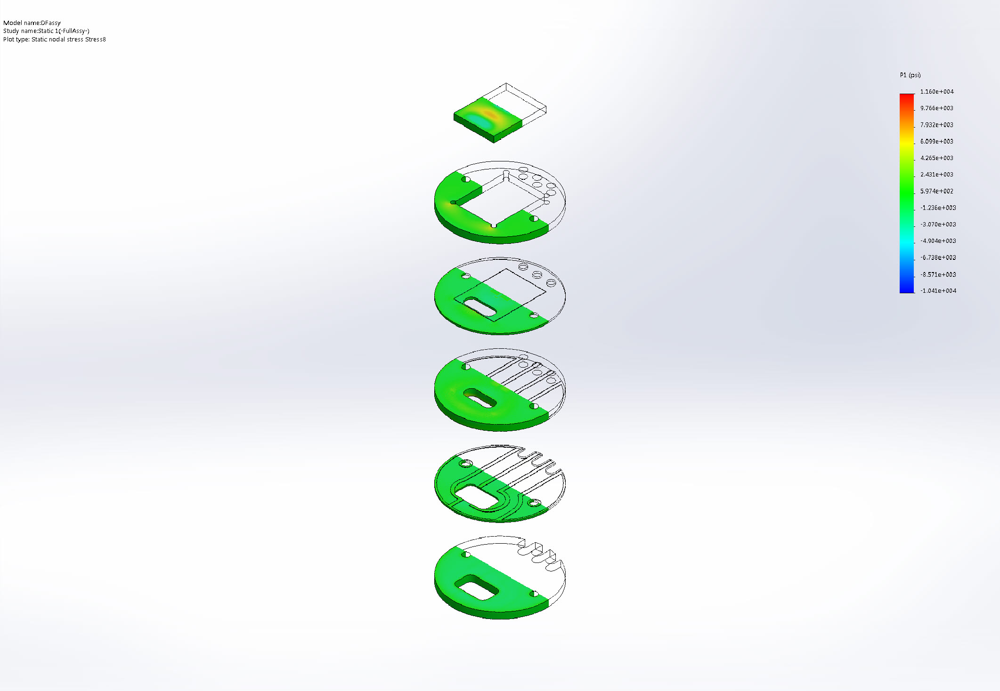 Model name:DFassy
Study name:Static 1(-FullAssy-)
Plot type: Static nodal stress Stress8
P1 (psi)
1.160e+004
9.766e+003
7.932e+003
6.099e+003
4.265e+003
2.431e+003
5.974e+002
-1.236e+003
-3.070e+003
-4.904e+003
-6.738e+003
-8.571e+003
-1.041e+004